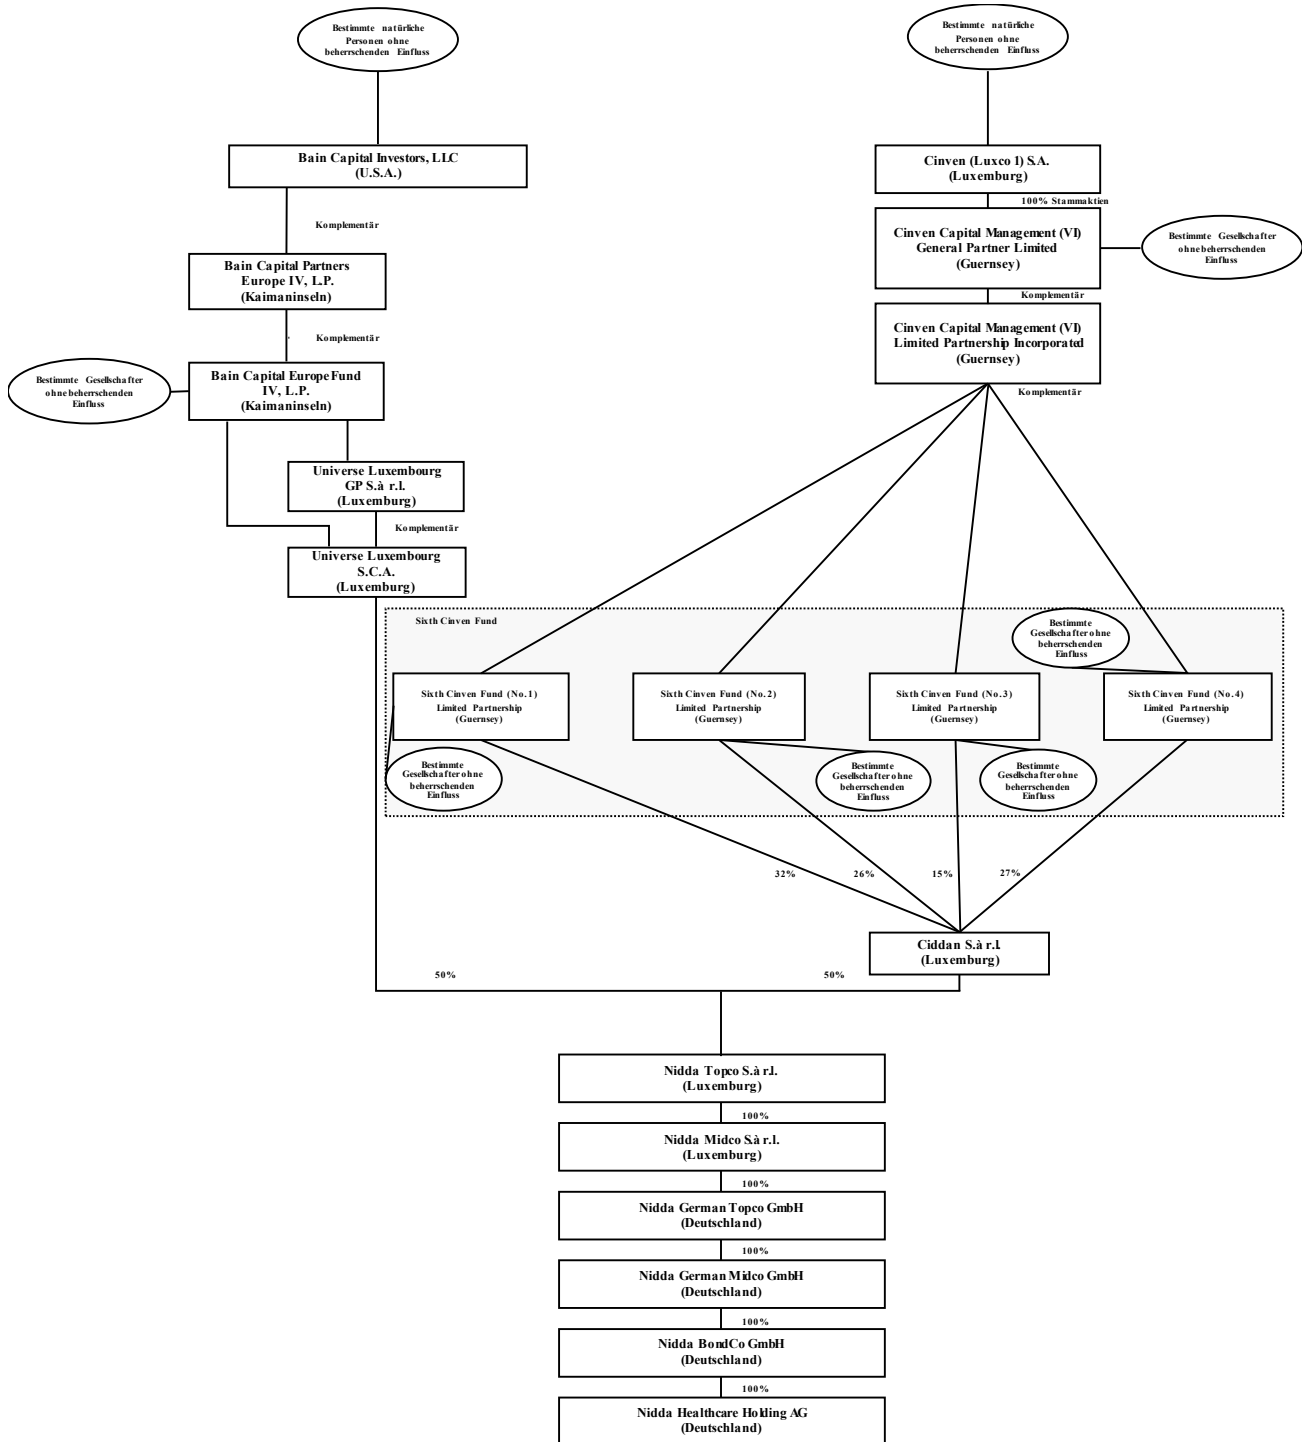 Bestimmte natürliche
Personen ohne
beherrschenden Einfluss
Bestimmte natürliche
Personen ohne
beherrschenden Einfluss
Bain Capital Investors, LLC
(U.S.A.)
Cinven (Luxco 1) S.A.
(Luxemburg)
Komplementär
100% Stammaktien
Bain Capital Partners
Europe IV, L.P.
(Kaimaninseln)
Cinven Capital Management (VI)
General Partner Limited
(Guernsey)
Bestimmte Gesellschafter
ohne beherrschenden
Einfluss
Komplementär
Komplementär
Cinven Capital Management (VI)
Limited Partnership Incorporated
(Guernsey)
Bestimmte Gesellschafter
ohne beherrschenden
Einfluss
Bain Capital Europe Fund
IV, L.P.
(Kaimaninseln)
Komplementär
Universe Luxembourg
GP S.à r.l.
(Luxemburg)
Komplementär
Universe Luxembourg
S.C.A.
(Luxemburg)
Sixth Cinven Fund
Bestimmte
Gesellschafter ohne
beherrschenden
Einfluss
Sixth Cinven Fund (No. 1)
Limited Partnership
(Guernsey)
Sixth Cinven Fund (No. 2)
Limited Partnership
(Guernsey)
Sixth Cinven Fund (No. 3)
Limited Partnership
(Guernsey)
Sixth Cinven Fund (No. 4)
Limited Partnership
(Guernsey)
Bestimmte
Gesellschafter ohne
beherrschenden
Einfluss
Bestimmte
Gesellschafter ohne
beherrschenden
Einfluss
Bestimmte
Gesellschafter ohne
beherrschenden
Einfluss
32%
26%
15%
27%
Ciddan S.à r.l.
(Luxemburg)
50%
50%
Nidda Topco S.à r.l.
(Luxemburg)
100%
Nidda Midco S.à r.l.
(Luxemburg)
100%
Nidda German Topco GmbH
(Deutschland)
100%
Nidda German Midco GmbH
(Deutschland)
100%
Nidda BondCo GmbH
(Deutschland)
100%
Nidda Healthcare Holding AG
(Deutschland)